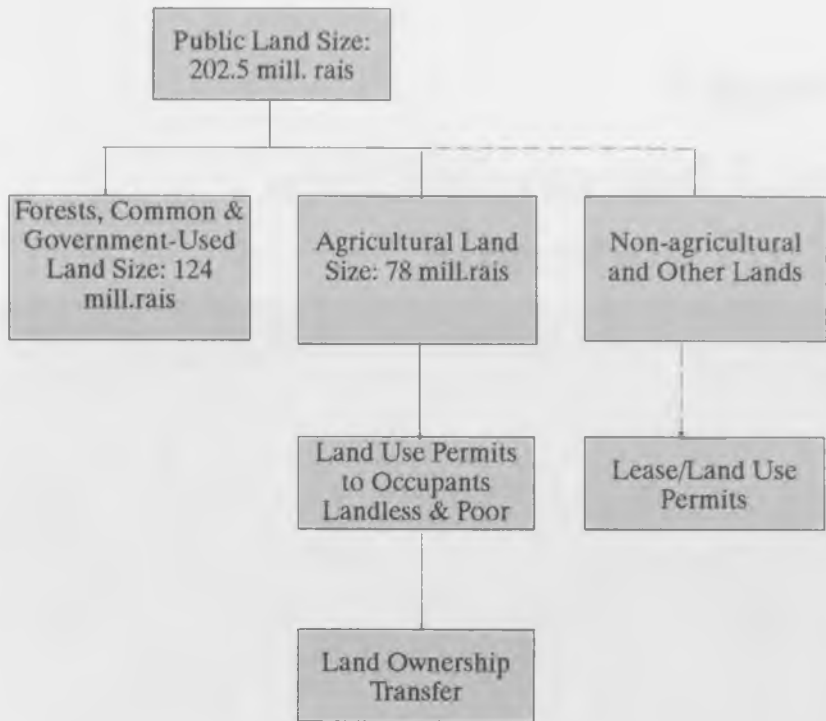 Public Land Size:
202.5 mill. rais
Forests, Common &
Government-Used
Land Size: 124
mill.rais
Agricultural Land
Size: 78 mill.rais
Non-agricultural
and Other Lands
Land Use Permits
to Occupants
Landless & Poor
Lease/Land Use
Permits
Land Ownership
Transfer